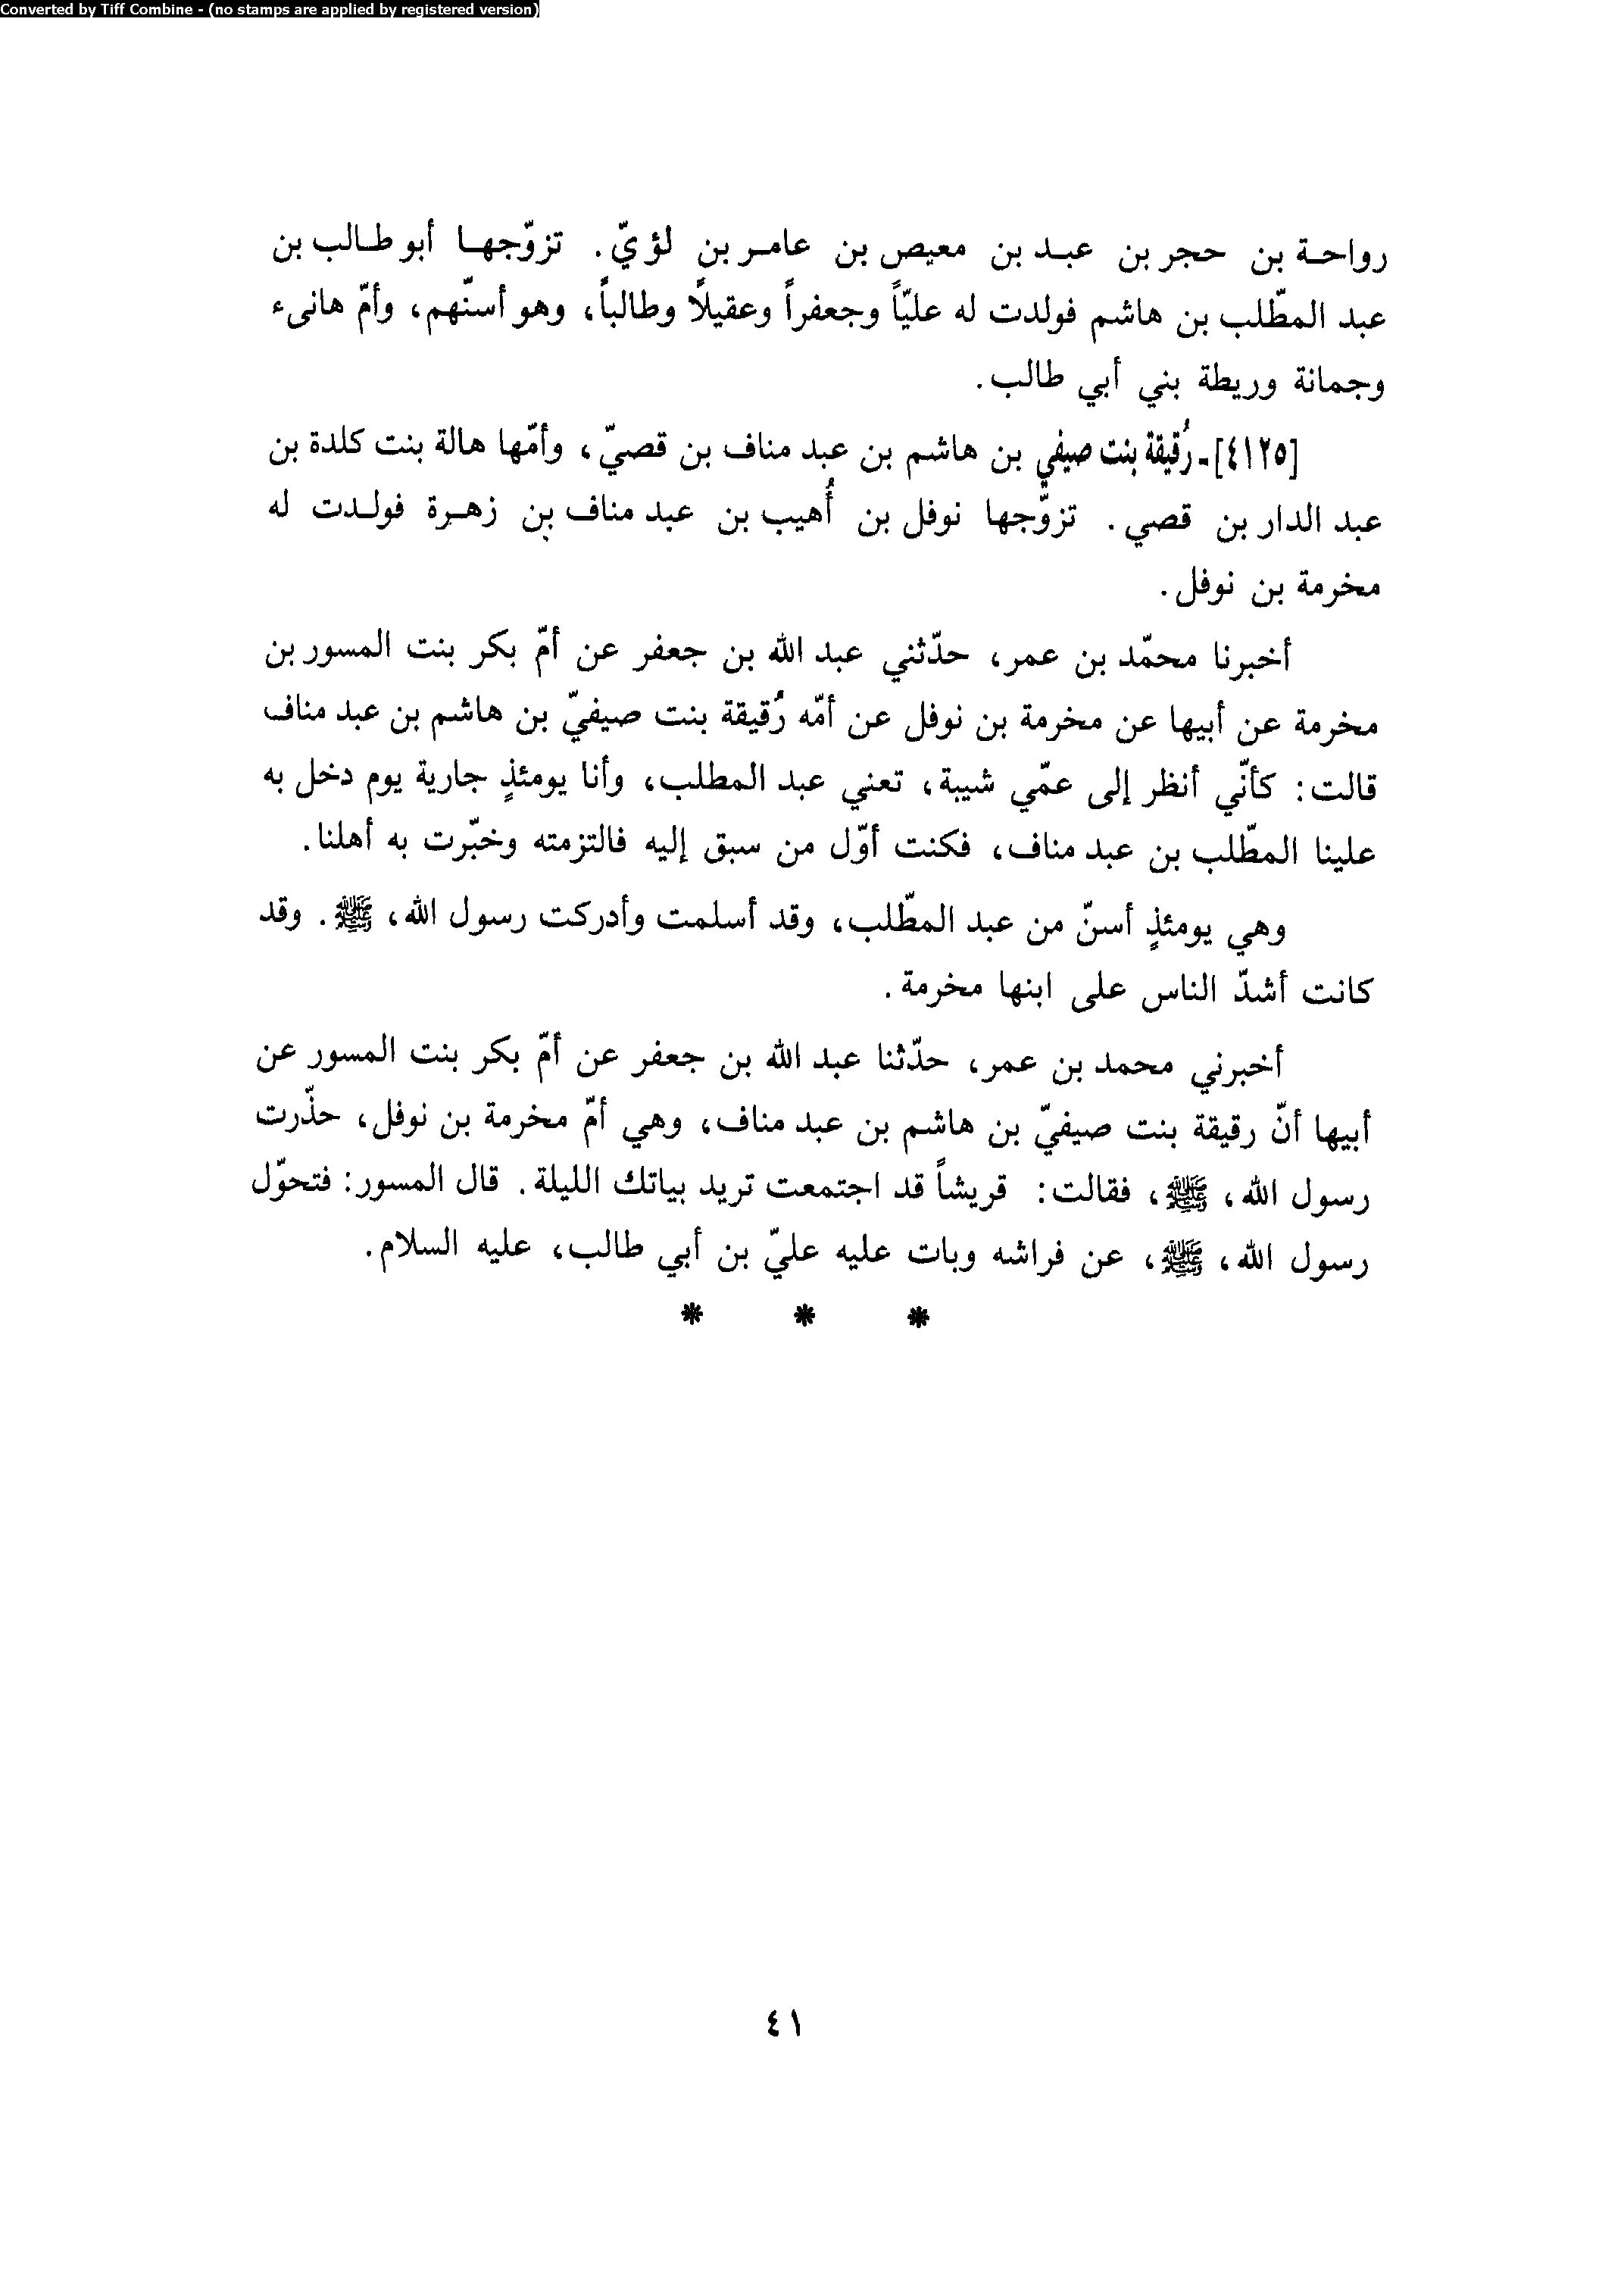 Converted by Tiff Combine - (no stamps are applied by registered version)
رواحة بن حجر بن عبد بن معيص بن عامر بن لؤيّ. تزوّجها أبو طالب بن
عبد المطّلب بن هاشم فولدت له عليّاً وجعفراً وعقيلاً وطالباً، وهو أسنّهم، وأمّ هانىء
وجمانة وريطة بني أبي طالب.
[٤١٢٥] ـ رُقيقة بنت صيفي بن هاشم بن عبد مناف بن قصيّ، وأمّها هالة بنت كلدة بن
عبد الدار بن قصي. تزوّجها نوفل بن أُهيب بن عبد مناف بن زهرة فولدت له
مخرمة بن نوفل.
أخبرنا محمّد بن عمر، حدّثني عبد الله بن جعفر عن أمّ بكر بنت المسور بن
مخرمة عن أبيها عن مخرمة بن نوفل عن أمّه رُقيقة بنت صيفيّ بن هاشم بن عبد مناف
قالت: كأنّي أنظر إلى عمّي شيبة، تعني عبد المطلب، وأنا يومئذٍ جارية يوم دخل به
علينا المطّلب بن عبد مناف، فكنت أوّل من سبق إليه فالتزمته وخبّرت به أهلنا.
وهي يومئذٍ أسنّ من عبد المطّلب، وقد أسلمت وأدركت رسول الله، ﷺ. وقد
كانت أشدّ الناس على ابنها مخرمة.
أخبرني محمد بن عمر، حدّثنا عبد الله بن جعفر عن أمّ بكر بنت المسور عن
أبيها أنّ رقيقة بنت صيفيّ بن هاشم بن عبد مناف، وهي أمّ مخرمة بن نوفل، حذّرت
رسول الله، ﷺ، فقالت: قريشاً قد اجتمعت تريد بياتك الليلة. قال المسور: فتحوّل
رسول الله، ﷺ، عن فراشه وبات عليه عليّ بن أبي طالب، عليه السلام.
* * *
٤١